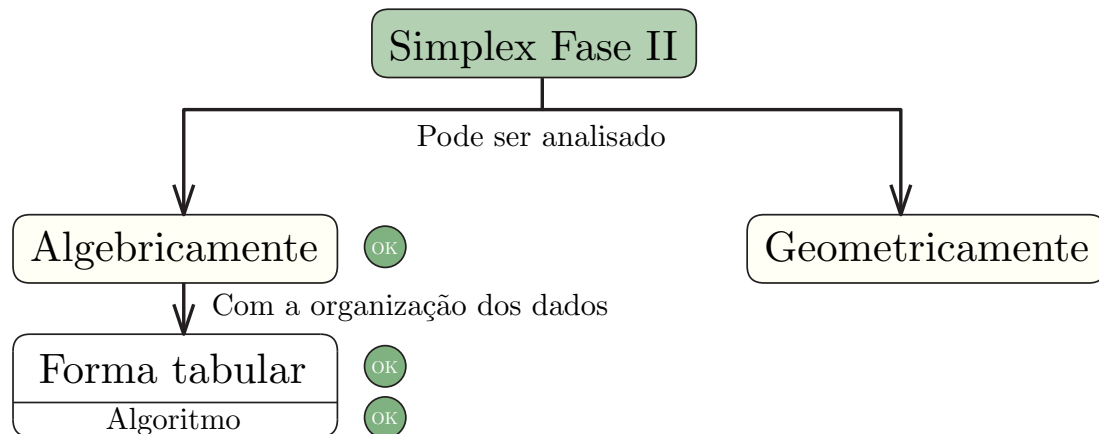 Simplex Fase II
Pode ser analisado
Algebricamente
OK
Geometricamente
Com a organização dos dados
Forma tabular
OK
Algoritmo
OK